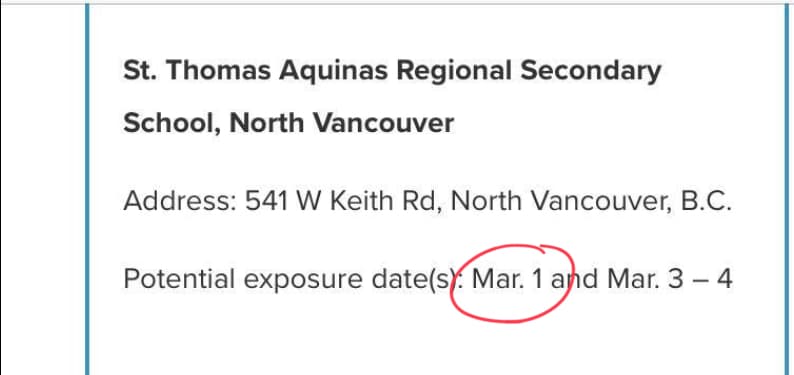 St. Thomas Aquinas Regional Secondary
School, North Vancouver
Address: 541 W Keith Rd, North Vancouver, B.C.
Potential exposure date(s): Mar. 1 and Mar. 3 – 4